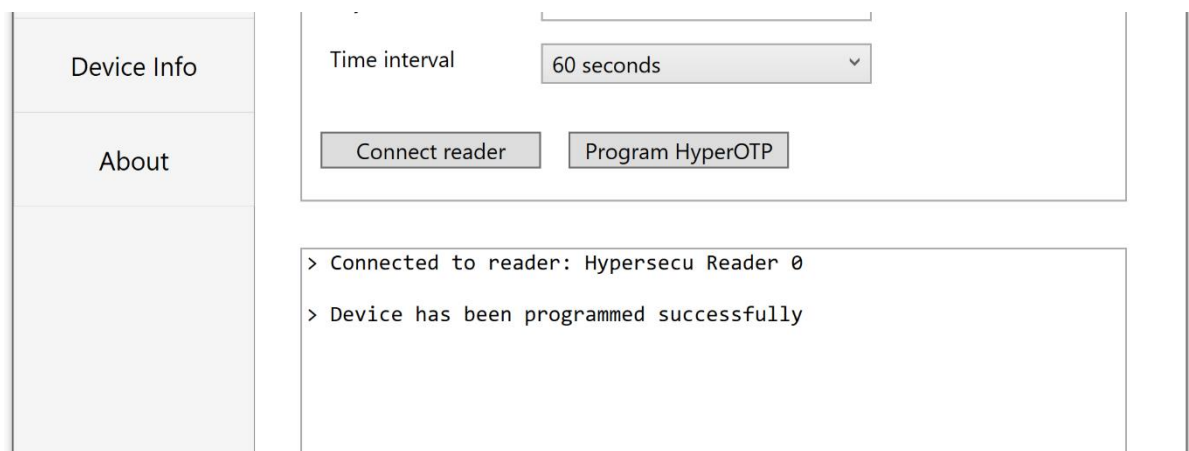 Device Info
About
Time interval
60 seconds
Connect reader
Program HyperOTP
> Connected to reader: Hypersecu Reader 0
> Device has been programmed successfully